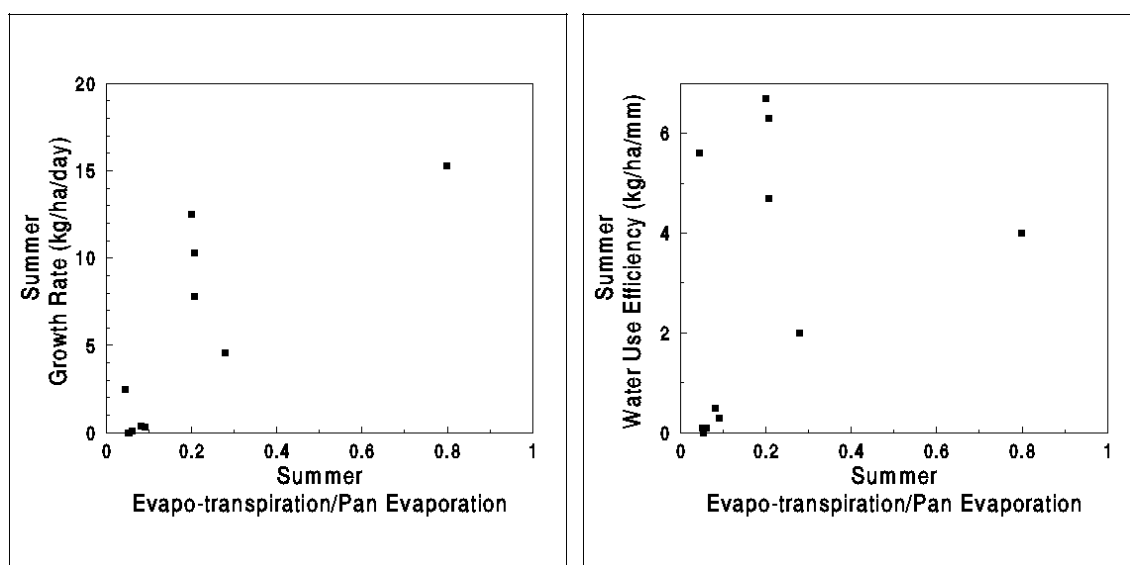 Summer
Growth Rate (kg/ha/day)
20
15
10
5
0
0 0.2 0.4 0.6 0.8 1
Summer
Evapo-transpiration/Pan Evaporation
Summer
Water Use Efficiency (kg/ha/mm)
6
4
2
0
0 0.2 0.4 0.6 0.8 1
Summer
Evapo-transpiration/Pan Evaporation